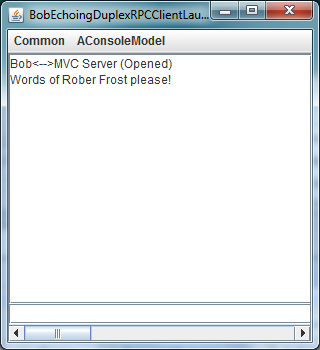 BobEchoingDuplexRPCClientLau...
Common AConsoleModel
Bob<-->MVC Server (Opened)
Words of Rober Frost please!